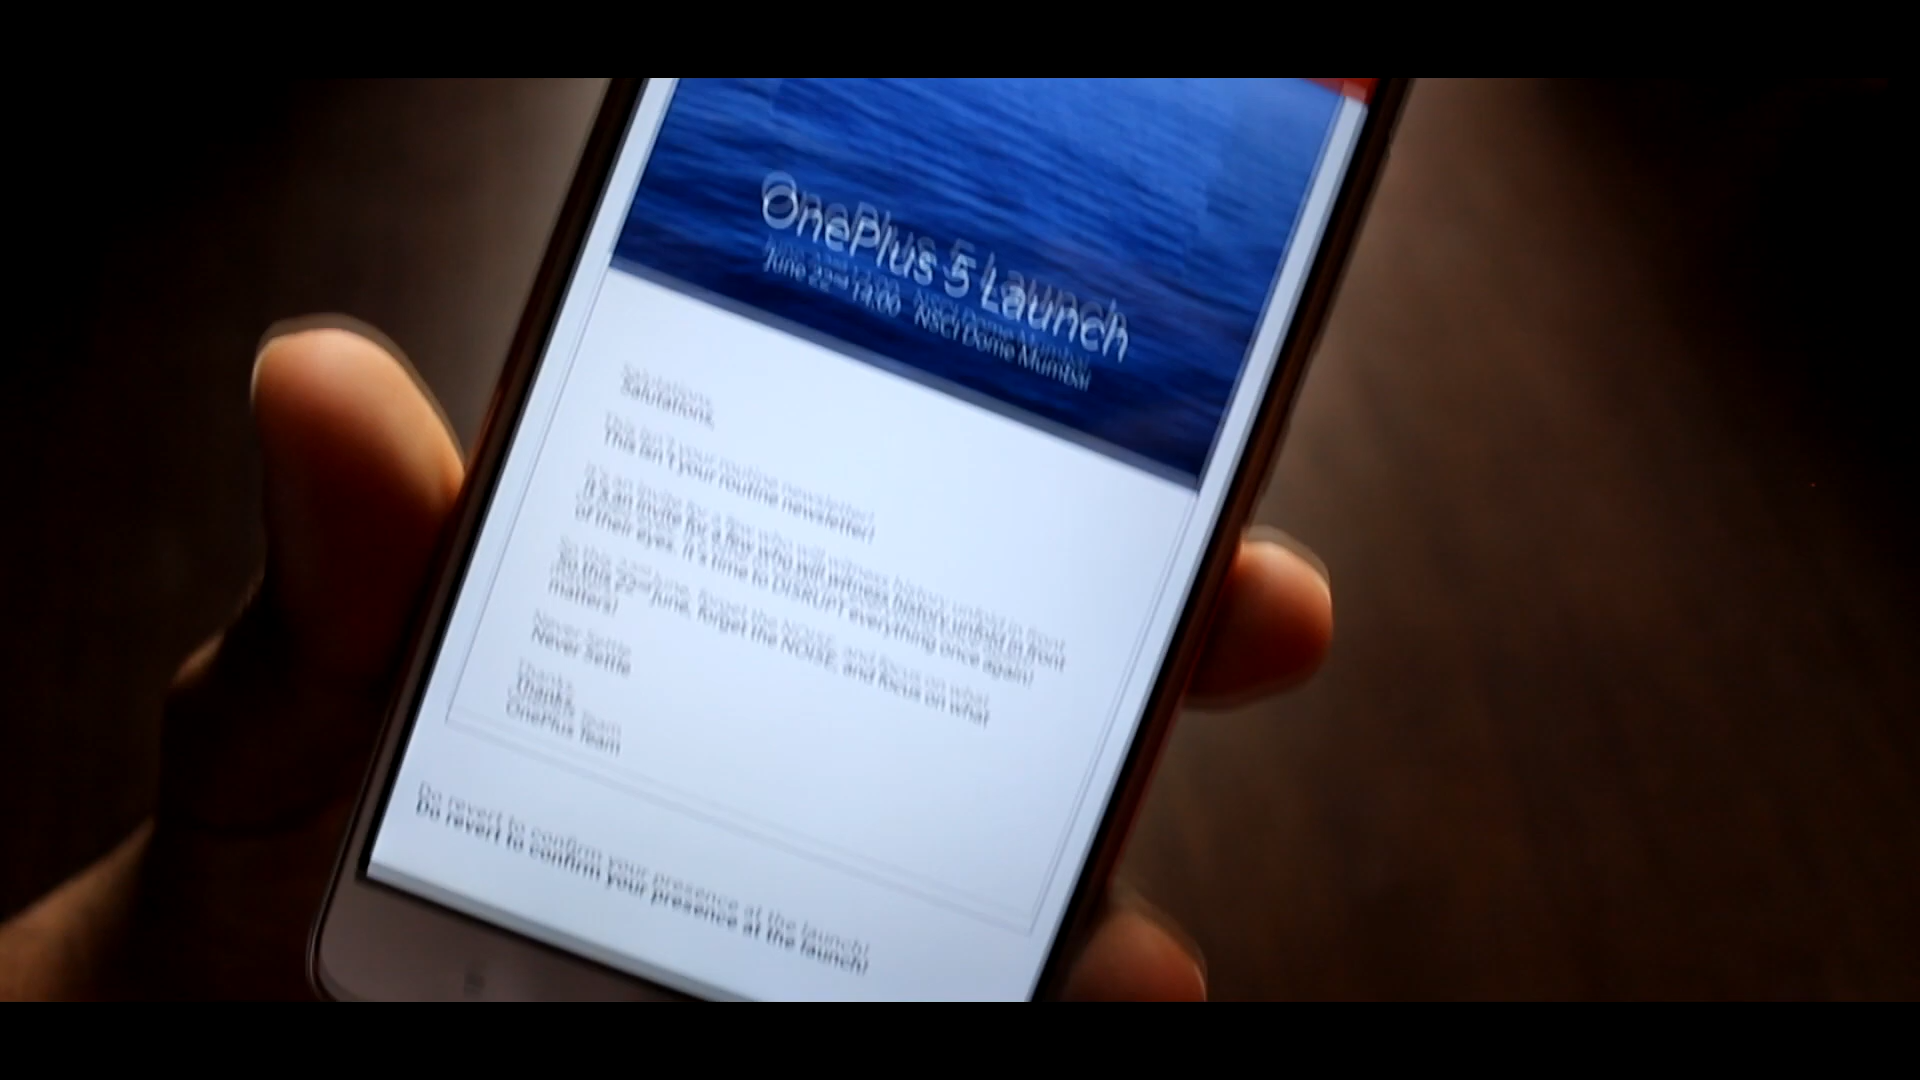 OnePlus 5 Launch
June 22nd 14:00 NSCI Dome Mumbai
Salutations,
This isn't your routine newsletter!
It's an invite for a few who will witness history unfold in front
of their eyes. It's time to DISRUPT everything once again!
So this 22nd June, forget the NOISE, and focus on what
matters!
Never Settle
Thanks,
OnePlus Team
Do revert to confirm your presence at the launch!